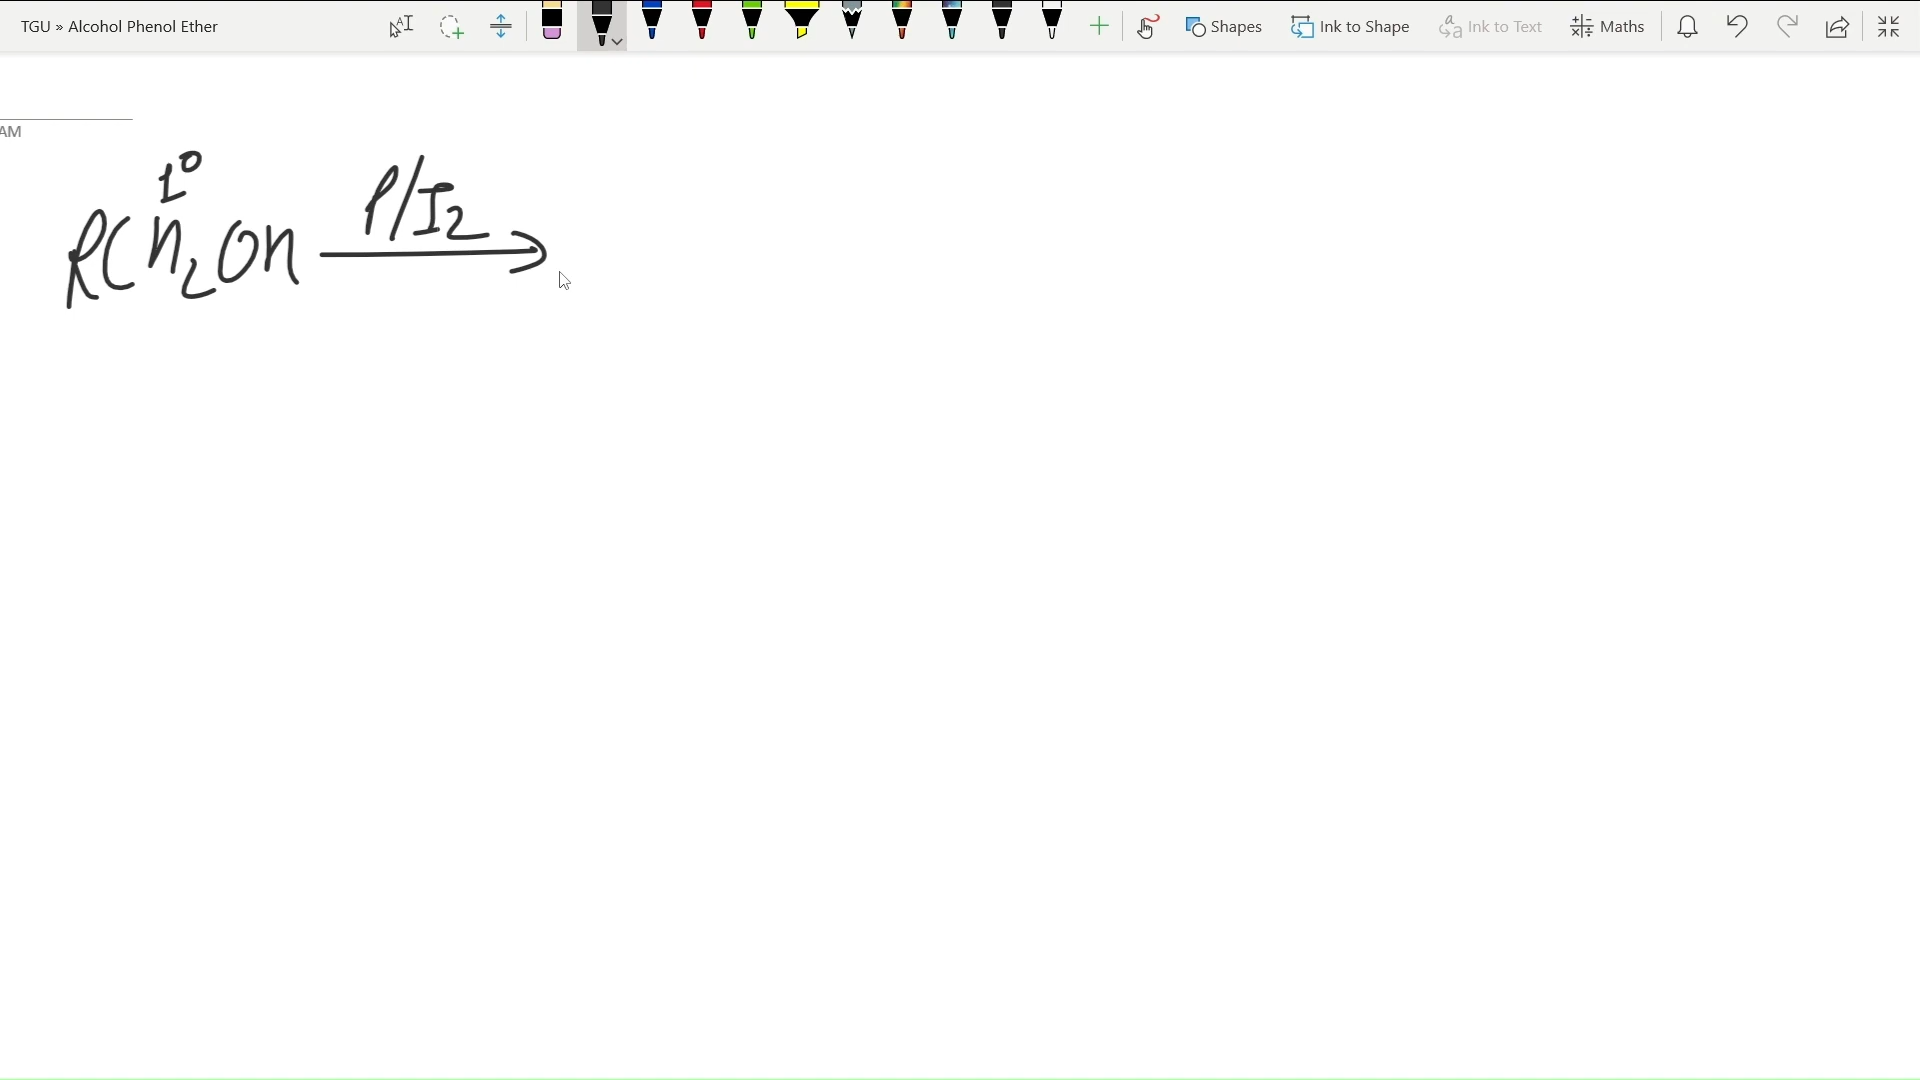 TGU » Alcohol Phenol Ether
Shapes
Ink to Shape
Ink to Text
Maths
AM
1°
RCH₂OH
P/I₂